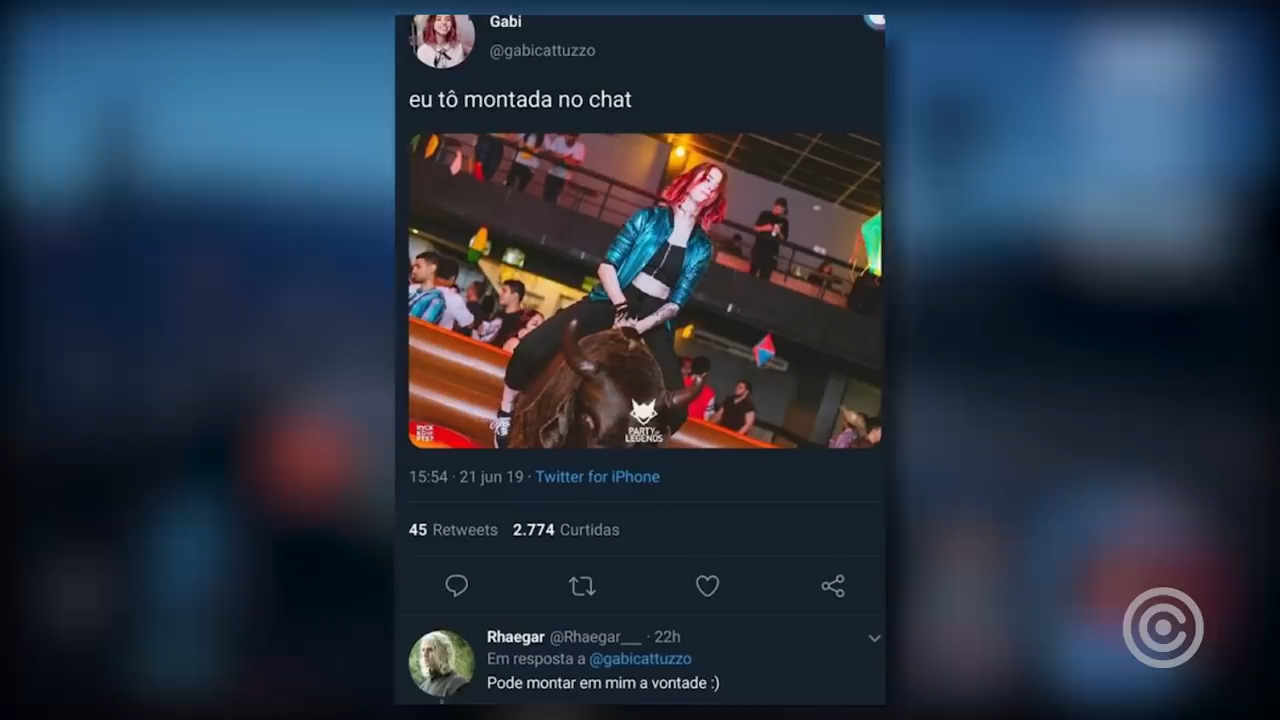 Gabi
@gabicattuzzo
eu tô montada no chat
PARTY OF
LEGENDS
15:54 · 21 jun 19 · Twitter for iPhone
45 Retweets 2.774 Curtidas
Rhaegar @Rhaegar___ · 22h
Em resposta a @gabicattuzzo
Pode montar em mim a vontade :)